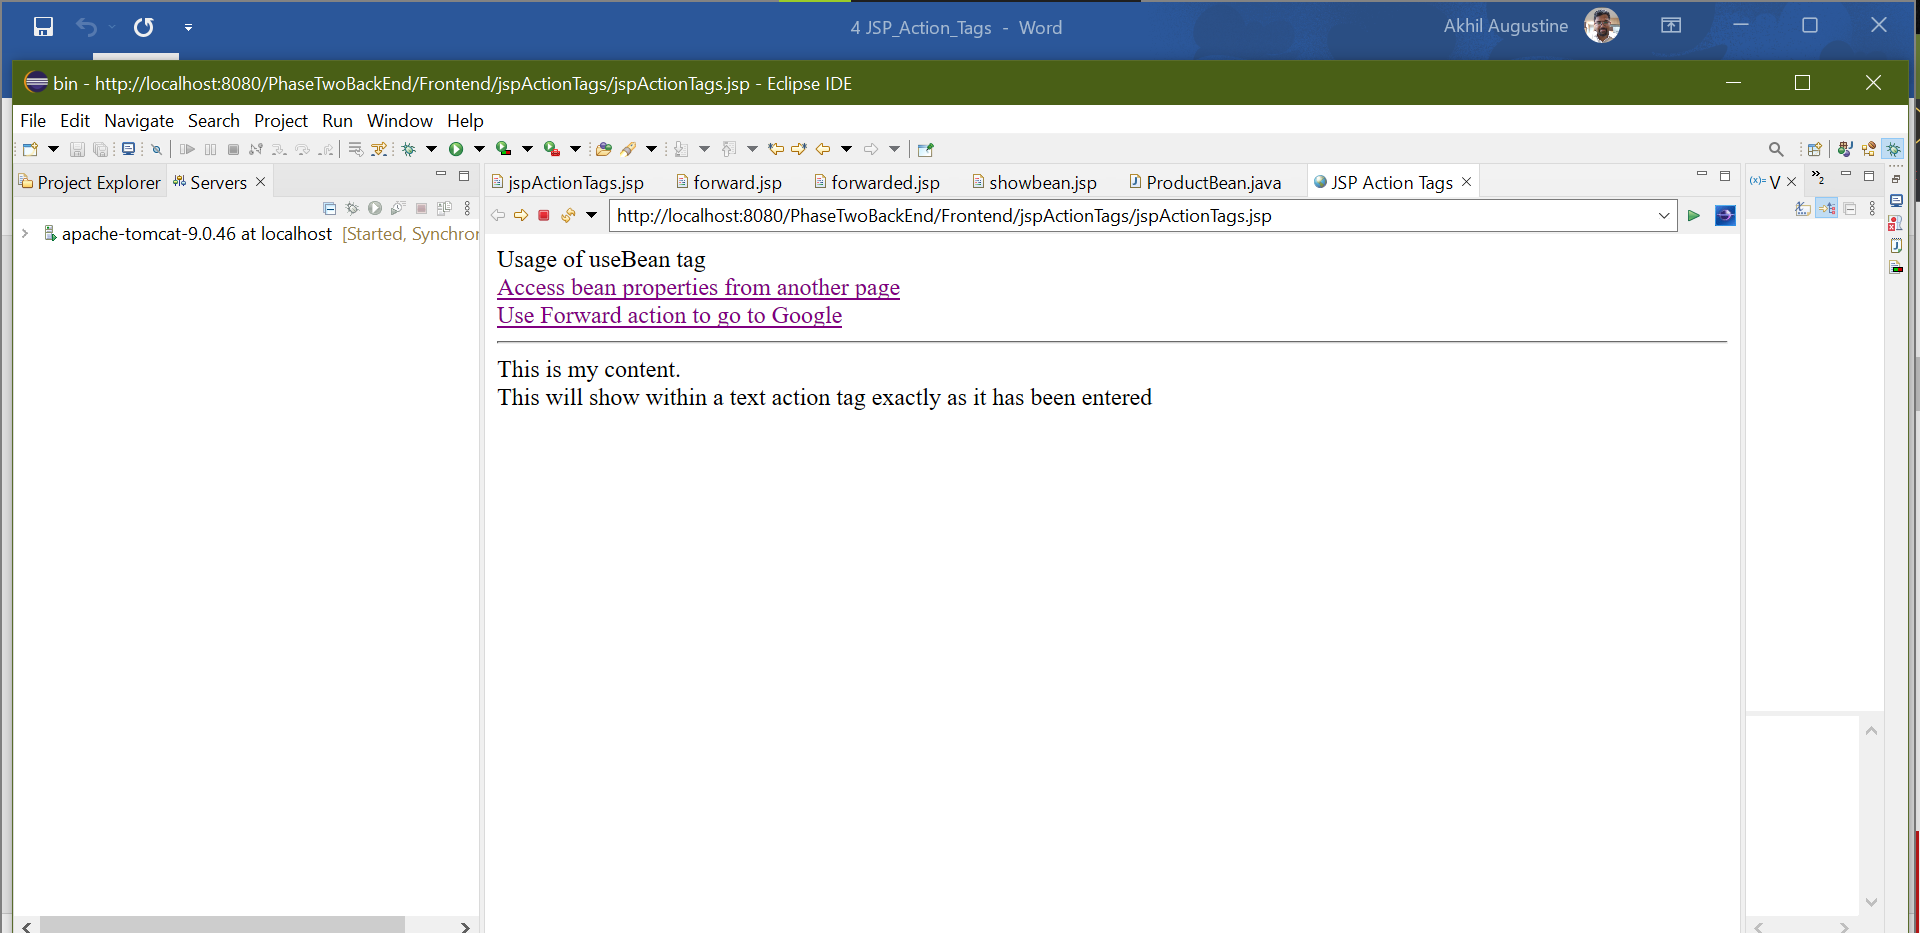 4 JSP_Action_Tags - Word
Akhil Augustine
bin - http://localhost:8080/PhaseTwoBackEnd/Frontend/jspActionTags/jspActionTags.jsp - Eclipse IDE
File Edit Navigate Search Project Run Window Help
Project Explorer Servers
jspActionTags.jsp forward.jsp forwarded.jsp showbean.jsp ProductBean.java JSP Action Tags
(x)= V »2
http://localhost:8080/PhaseTwoBackEnd/Frontend/jspActionTags/jspActionTags.jsp
apache-tomcat-9.0.46 at localhost [Started, Synchror
Usage of useBean tag
Access bean properties from another page
Use Forward action to go to Google
This is my content.
This will show within a text action tag exactly as it has been entered